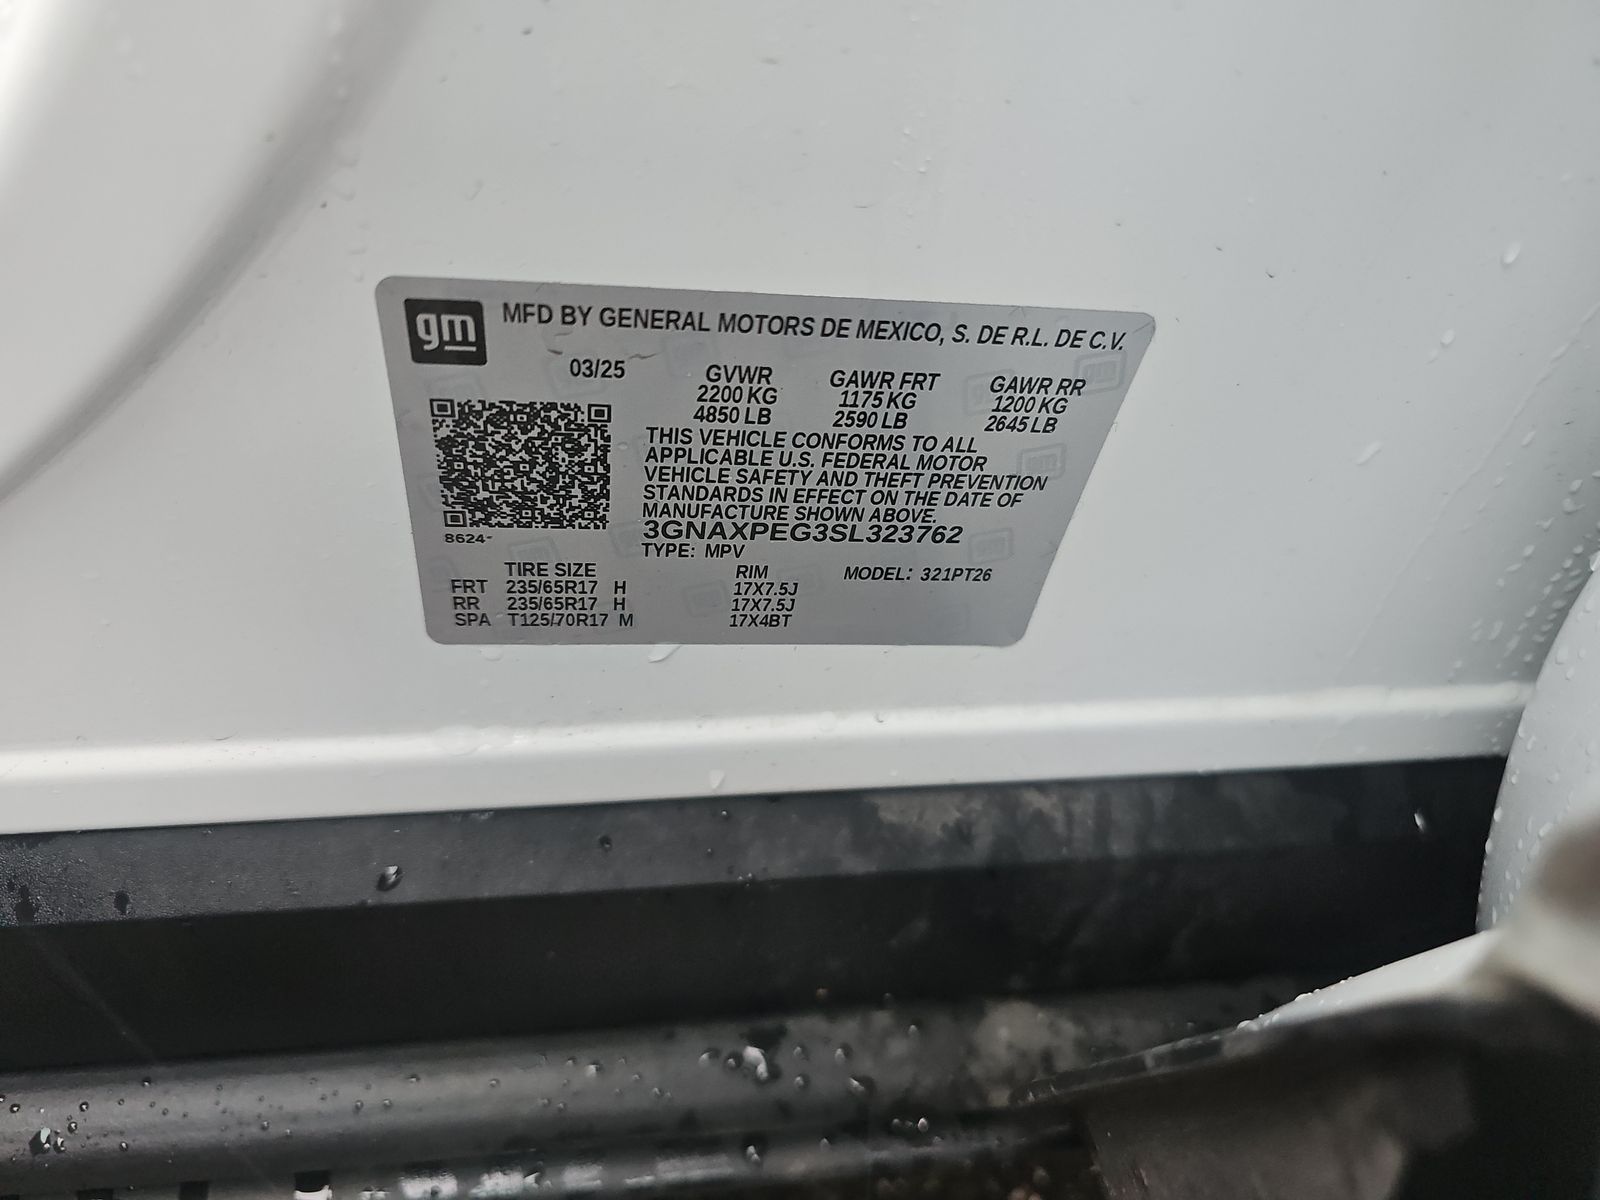 gm
MFD BY GENERAL MOTORS DE MEXICO, S. DE R.L. DE C.V.
03/25
GVWR GAWR FRT GAWR RR
2200 KG 1175 KG 1200 KG
4850 LB 2590 LB 2645 LB
THIS VEHICLE CONFORMS TO ALL
APPLICABLE U.S. FEDERAL MOTOR
VEHICLE SAFETY AND THEFT PREVENTION
STANDARDS IN EFFECT ON THE DATE OF
MANUFACTURE SHOWN ABOVE.
8624-
3GNAXPEG3SL323762
TYPE: MPV
TIRE SIZE RIM MODEL: 321PT26
FRT 235/65R17 H 17X7.5J
RR 235/65R17 H 17X7.5J
SPA T125/70R17 M 17X4BT